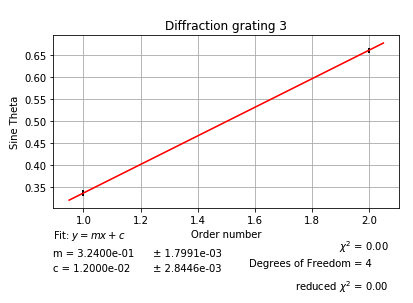 Diffraction grating 3
Sine Theta
0.65
0.60
0.55
0.50
0.45
0.40
0.35
1.0 1.2 1.4 1.6 1.8 2.0
Order number
Fit: y = mx + c
m = 3.2400e-01 ± 1.7991e-03
c = 1.2000e-02 ± 2.8446e-03
χ² = 0.00
Degrees of Freedom = 4
reduced χ² = 0.00